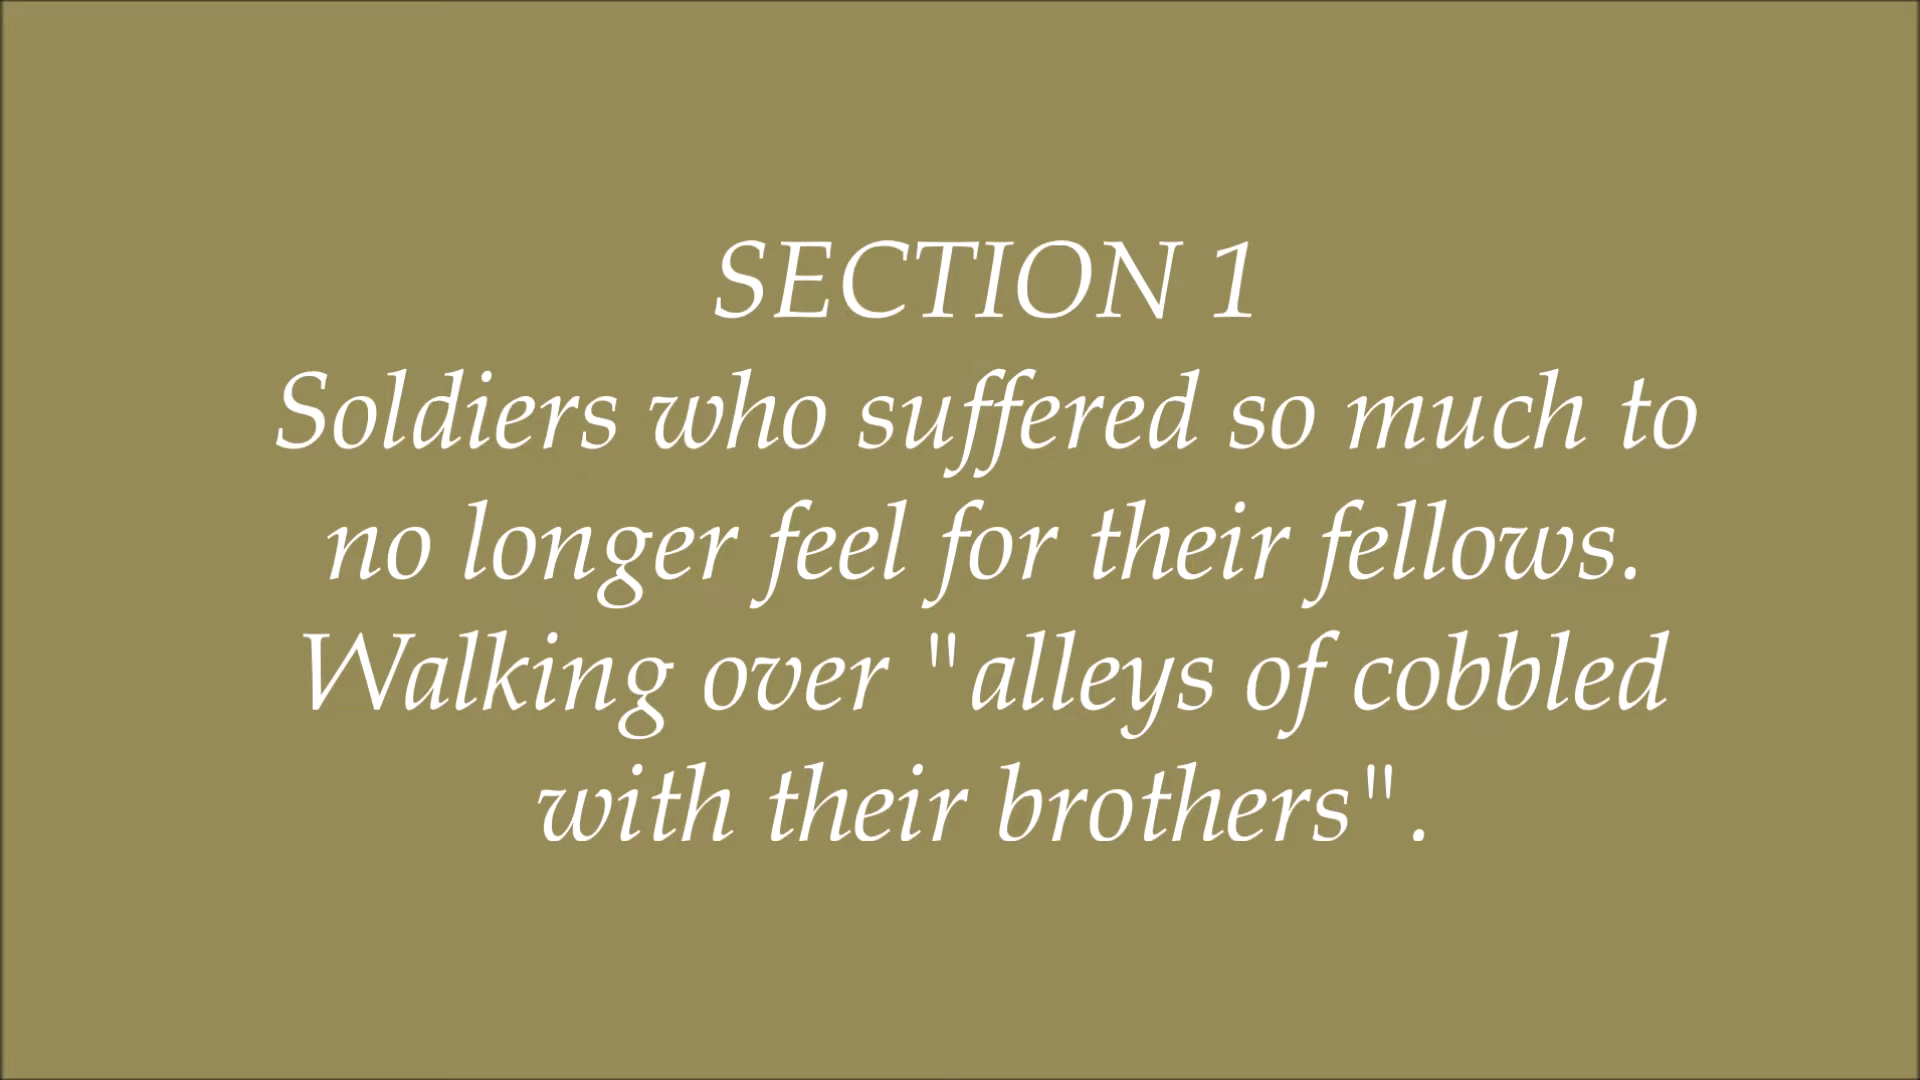 SECTION 1
Soldiers who suffered so much to
no longer feel for their fellows.
Walking over "alleys of cobbled
with their brothers".